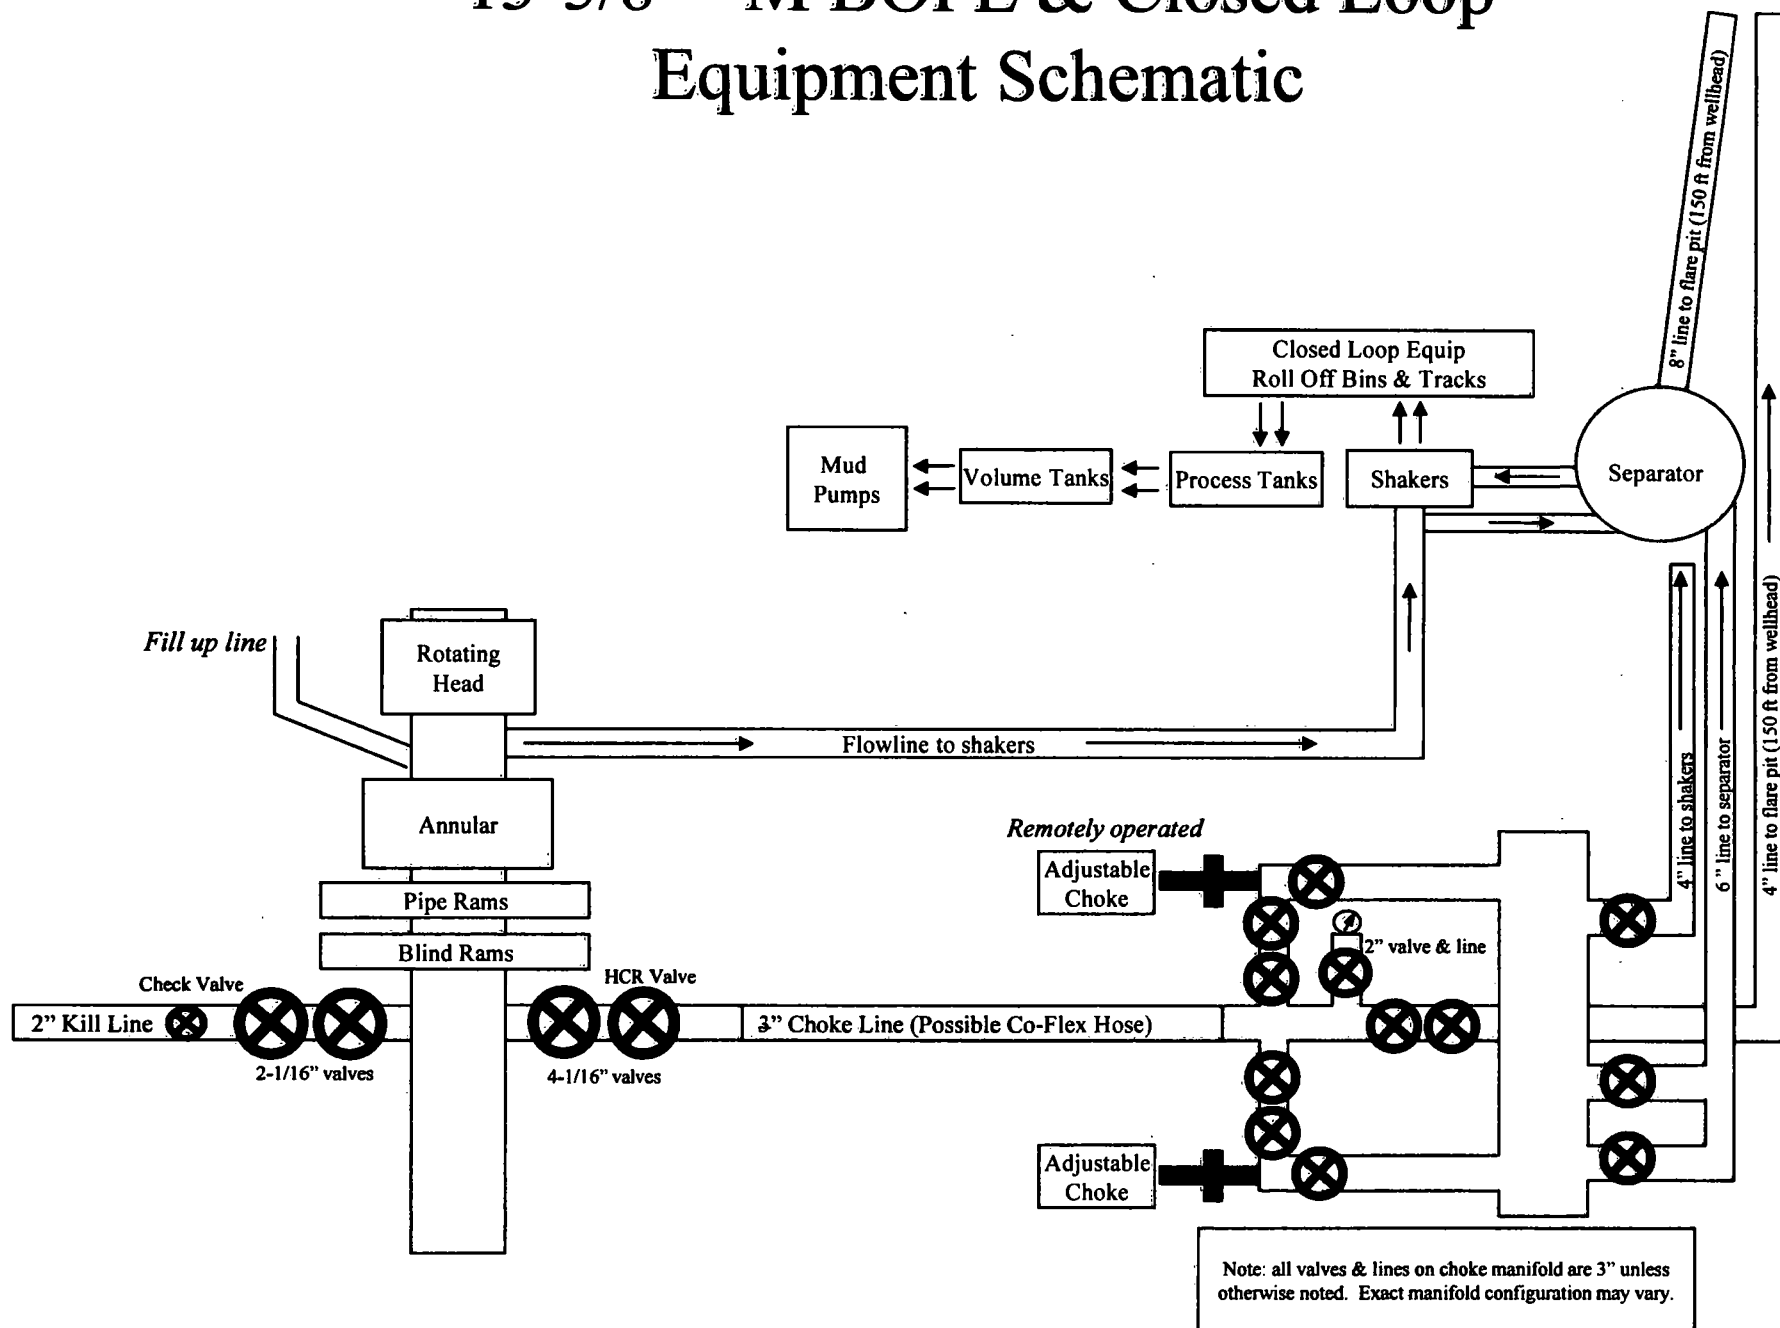 & Closed Loop
Equipment Schematic
8” line to flare pit (150 ft from wellhead)
Closed Loop Equip
Roll Off Bins & Tracks
Mud
Pumps
Volume Tanks
Process Tanks
Shakers
Separator
Fill up line
Rotating
Head
Flowline to shakers
Annular
Pipe Rams
Blind Rams
Remotely operated
Adjustable
Choke
2” valve & line
4” line to shakers
6 ” line to separator
4” line to flare pit (150 ft from wellhead)
Check Valve
HCR Valve
2” Kill Line
3” Choke Line (Possible Co-Flex Hose)
2-1/16” valves
4-1/16” valves
Adjustable
Choke
Note: all valves & lines on choke manifold are 3” unless
otherwise noted. Exact manifold configuration may vary.